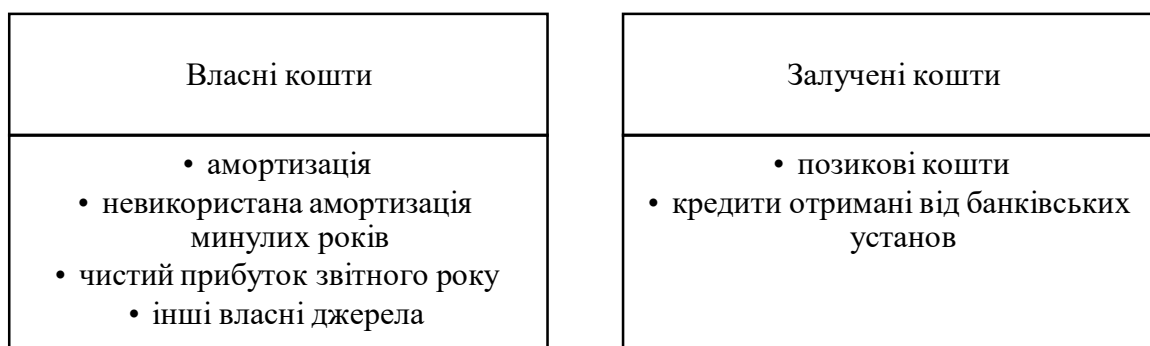 Власні кошти
• амортизація
• невикористана амортизація
минулих років
• чистий прибуток звітного року
• інші власні джерела
Залучені кошти
• позикові кошти
• кредити отримані від банківських
установ